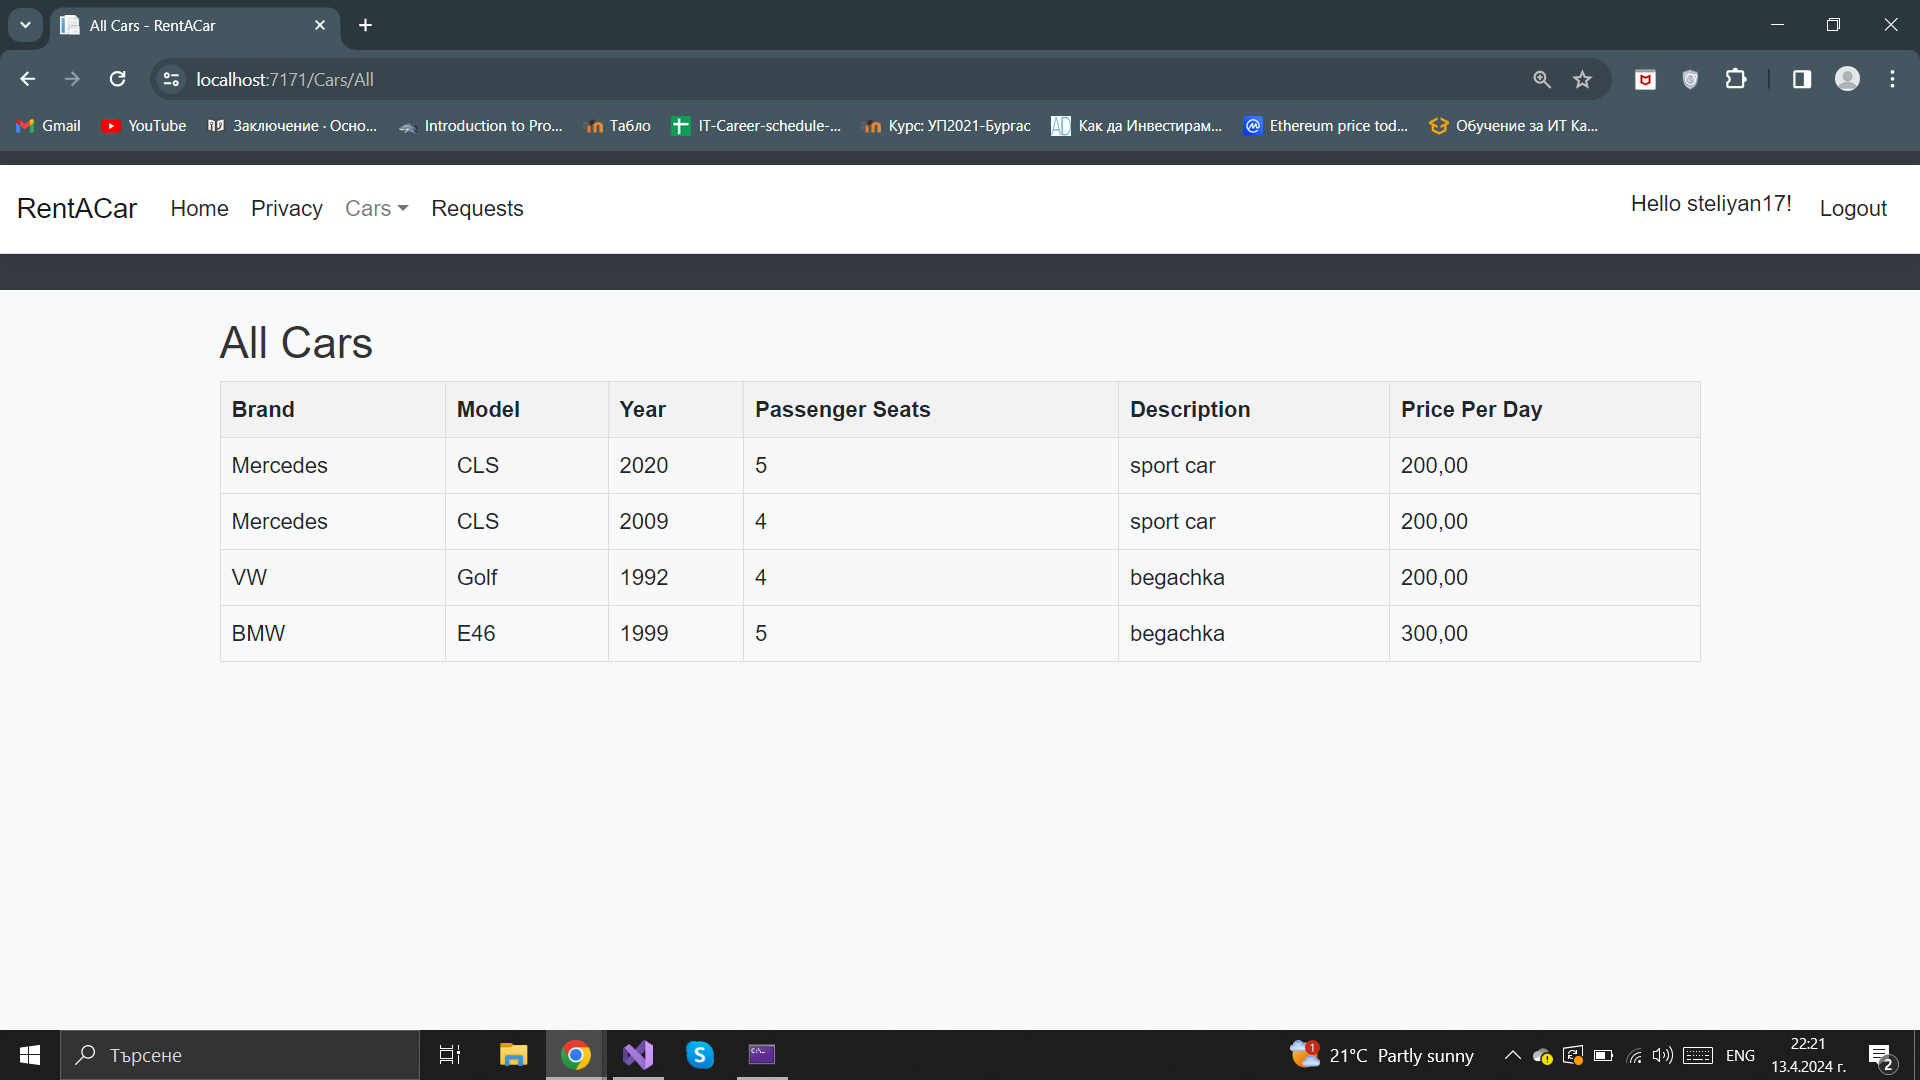 All Cars - RentACar
localhost:7171/Cars/All
Gmail YouTube Заключение · Осно... Introduction to Pro... Табло IT-Career-schedule-... Курс: УП2021-Бургас Как да Инвестирам... Ethereum price tod... Обучение за ИТ Ка...
RentACar Home Privacy Cars Requests Hello steliyan17! Logout
All Cars
Brand Model Year Passenger Seats Description Price Per Day
Mercedes CLS 2020 5 sport car 200,00
Mercedes CLS 2009 4 sport car 200,00
VW Golf 1992 4 begachka 200,00
BMW E46 1999 5 begachka 300,00
Търсене 1 21°C Partly sunny ENG 22:21
13.4.2024 г. 2